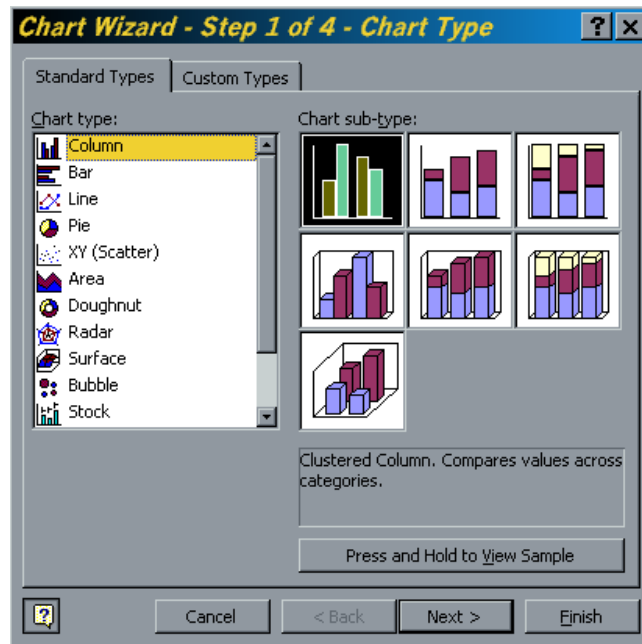 Chart Wizard - Step 1 of 4 - Chart Type
Standard Types
Custom Types
Chart type:
Column
Bar
Line
Pie
XY (Scatter)
Area
Doughnut
Radar
Surface
Bubble
Stock
Chart sub-type:
Clustered Column. Compares values across
categories.
Press and Hold to View Sample
Cancel
< Back
Next >
Finish